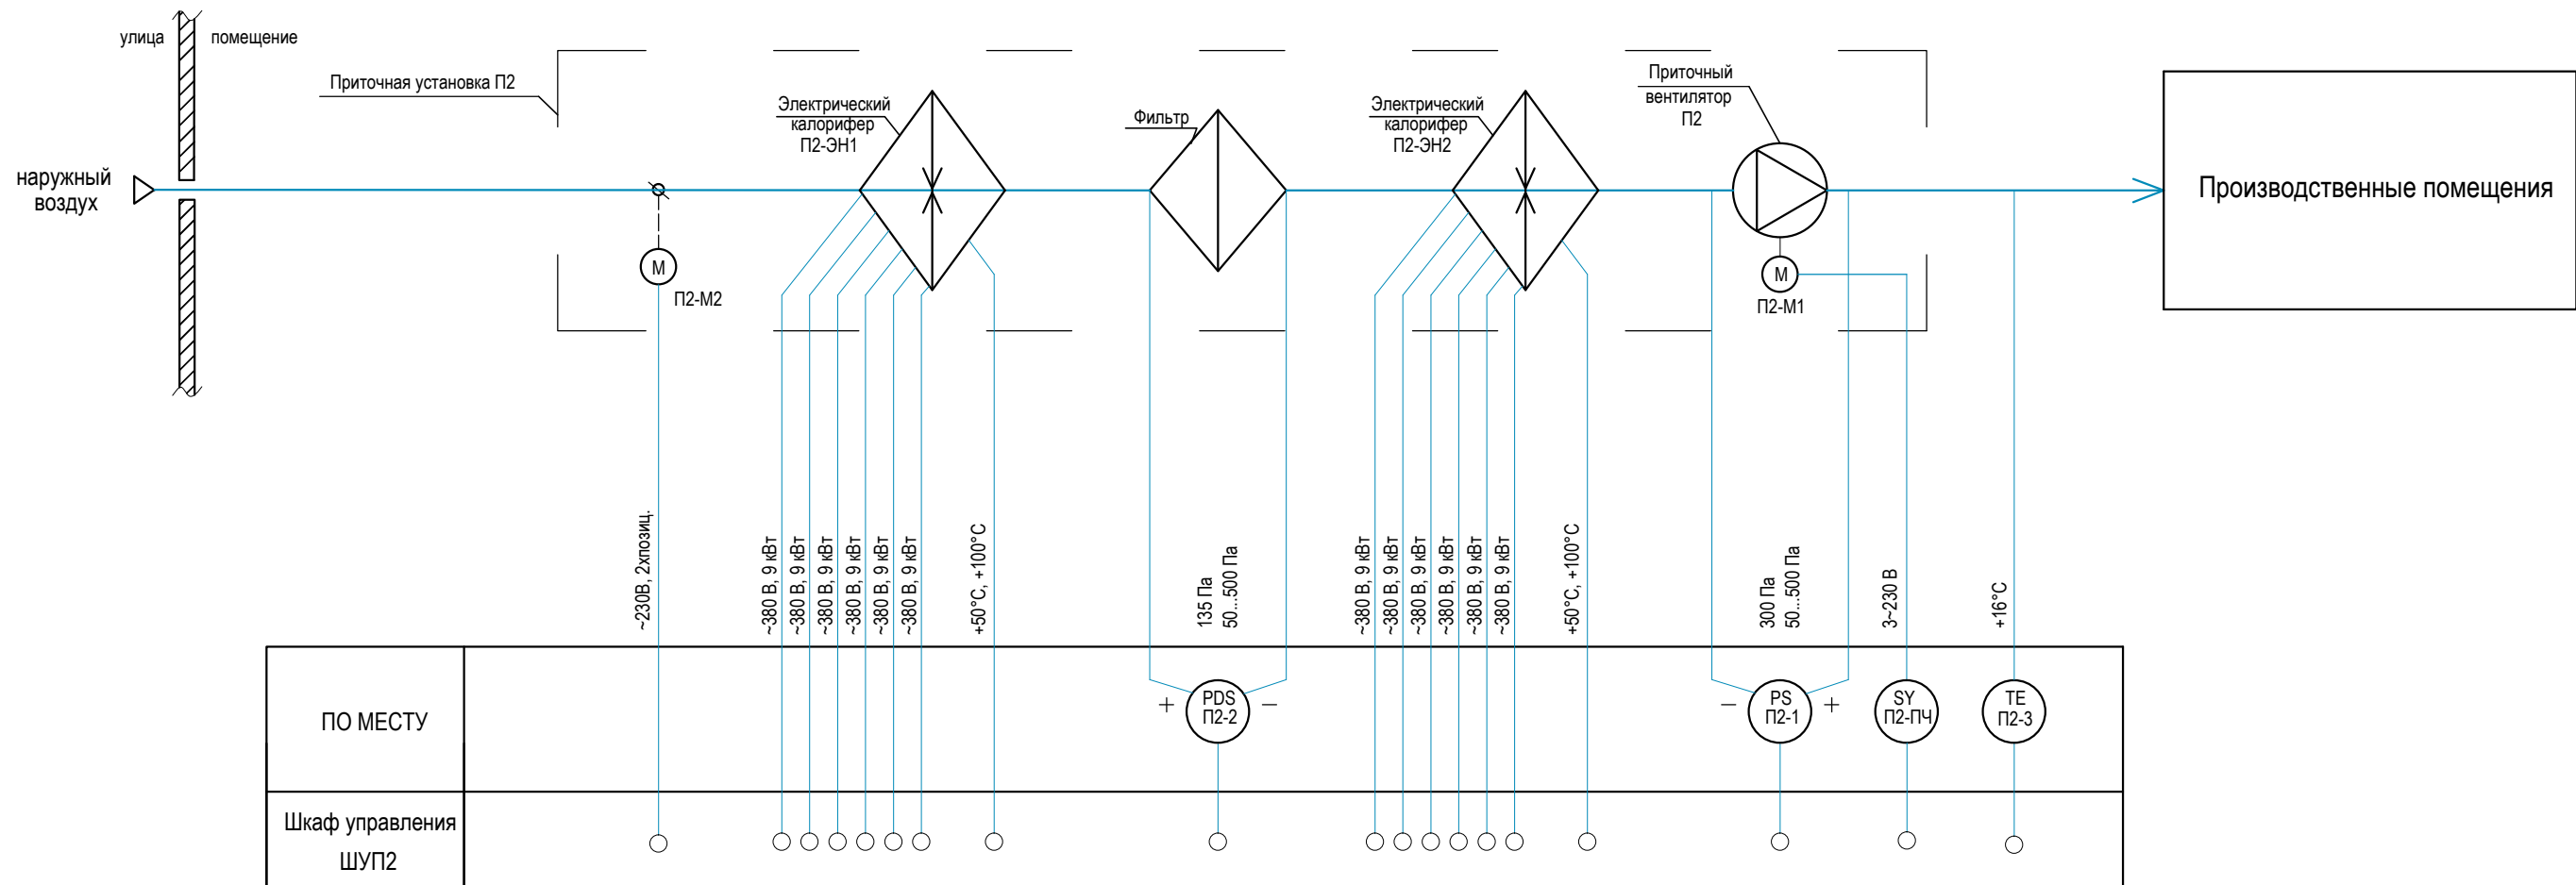 улица
помещение
Приточная установка П2
наружный
воздух
Электрический
калорифер
П2-ЭН1
Фильтр
Электрический
калорифер
П2-ЭН2
Приточный
вентилятор
П2
Производственные помещения
М
П2-М2
М
П2-М1
~230В, 2хпозиц.
~380 В, 9 кВт
~380 В, 9 кВт
~380 В, 9 кВт
~380 В, 9 кВт
~380 В, 9 кВт
~380 В, 9 кВт
+50°С, +100°С
135 Па
50...500 Па
~380 В, 9 кВт
~380 В, 9 кВт
~380 В, 9 кВт
~380 В, 9 кВт
~380 В, 9 кВт
~380 В, 9 кВт
+50°С, +100°С
300 Па
50...500 Па
3~230 В
+16°С
ПО МЕСТУ
+
PDS
П2-2
−
−
PS
П2-1
+
SY
П2-ПЧ
TE
П2-3
Шкаф управления
ШУП2